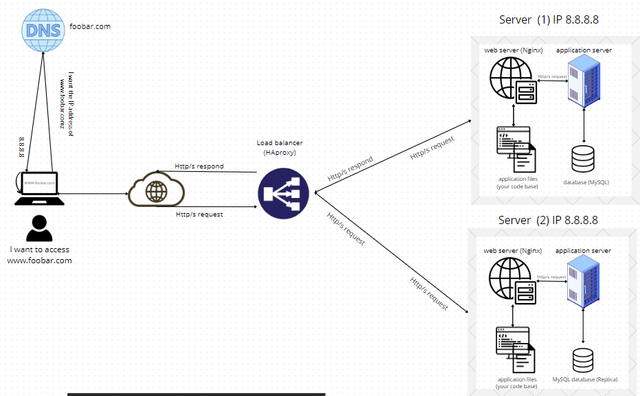 Server (1) IP 8.8.8.8
DNS
foobar.com
web server (Nginx)
application server
Http/s request
I want the IP address of
www.foobar.com
8.8.8.8
Load balancer
(HAproxy)
Http/s respond
Http/s request
Http/s respond
Http/s request
application files
(your code base)
database (MySQL)
www.foobar.com
I want to access
www.foobar.com
Http/s request
Http/s request
Server (2) IP 8.8.8.8
web server (Nginx)
application server
Http/s request
application files
(your code base)
MySQL database (Replica)